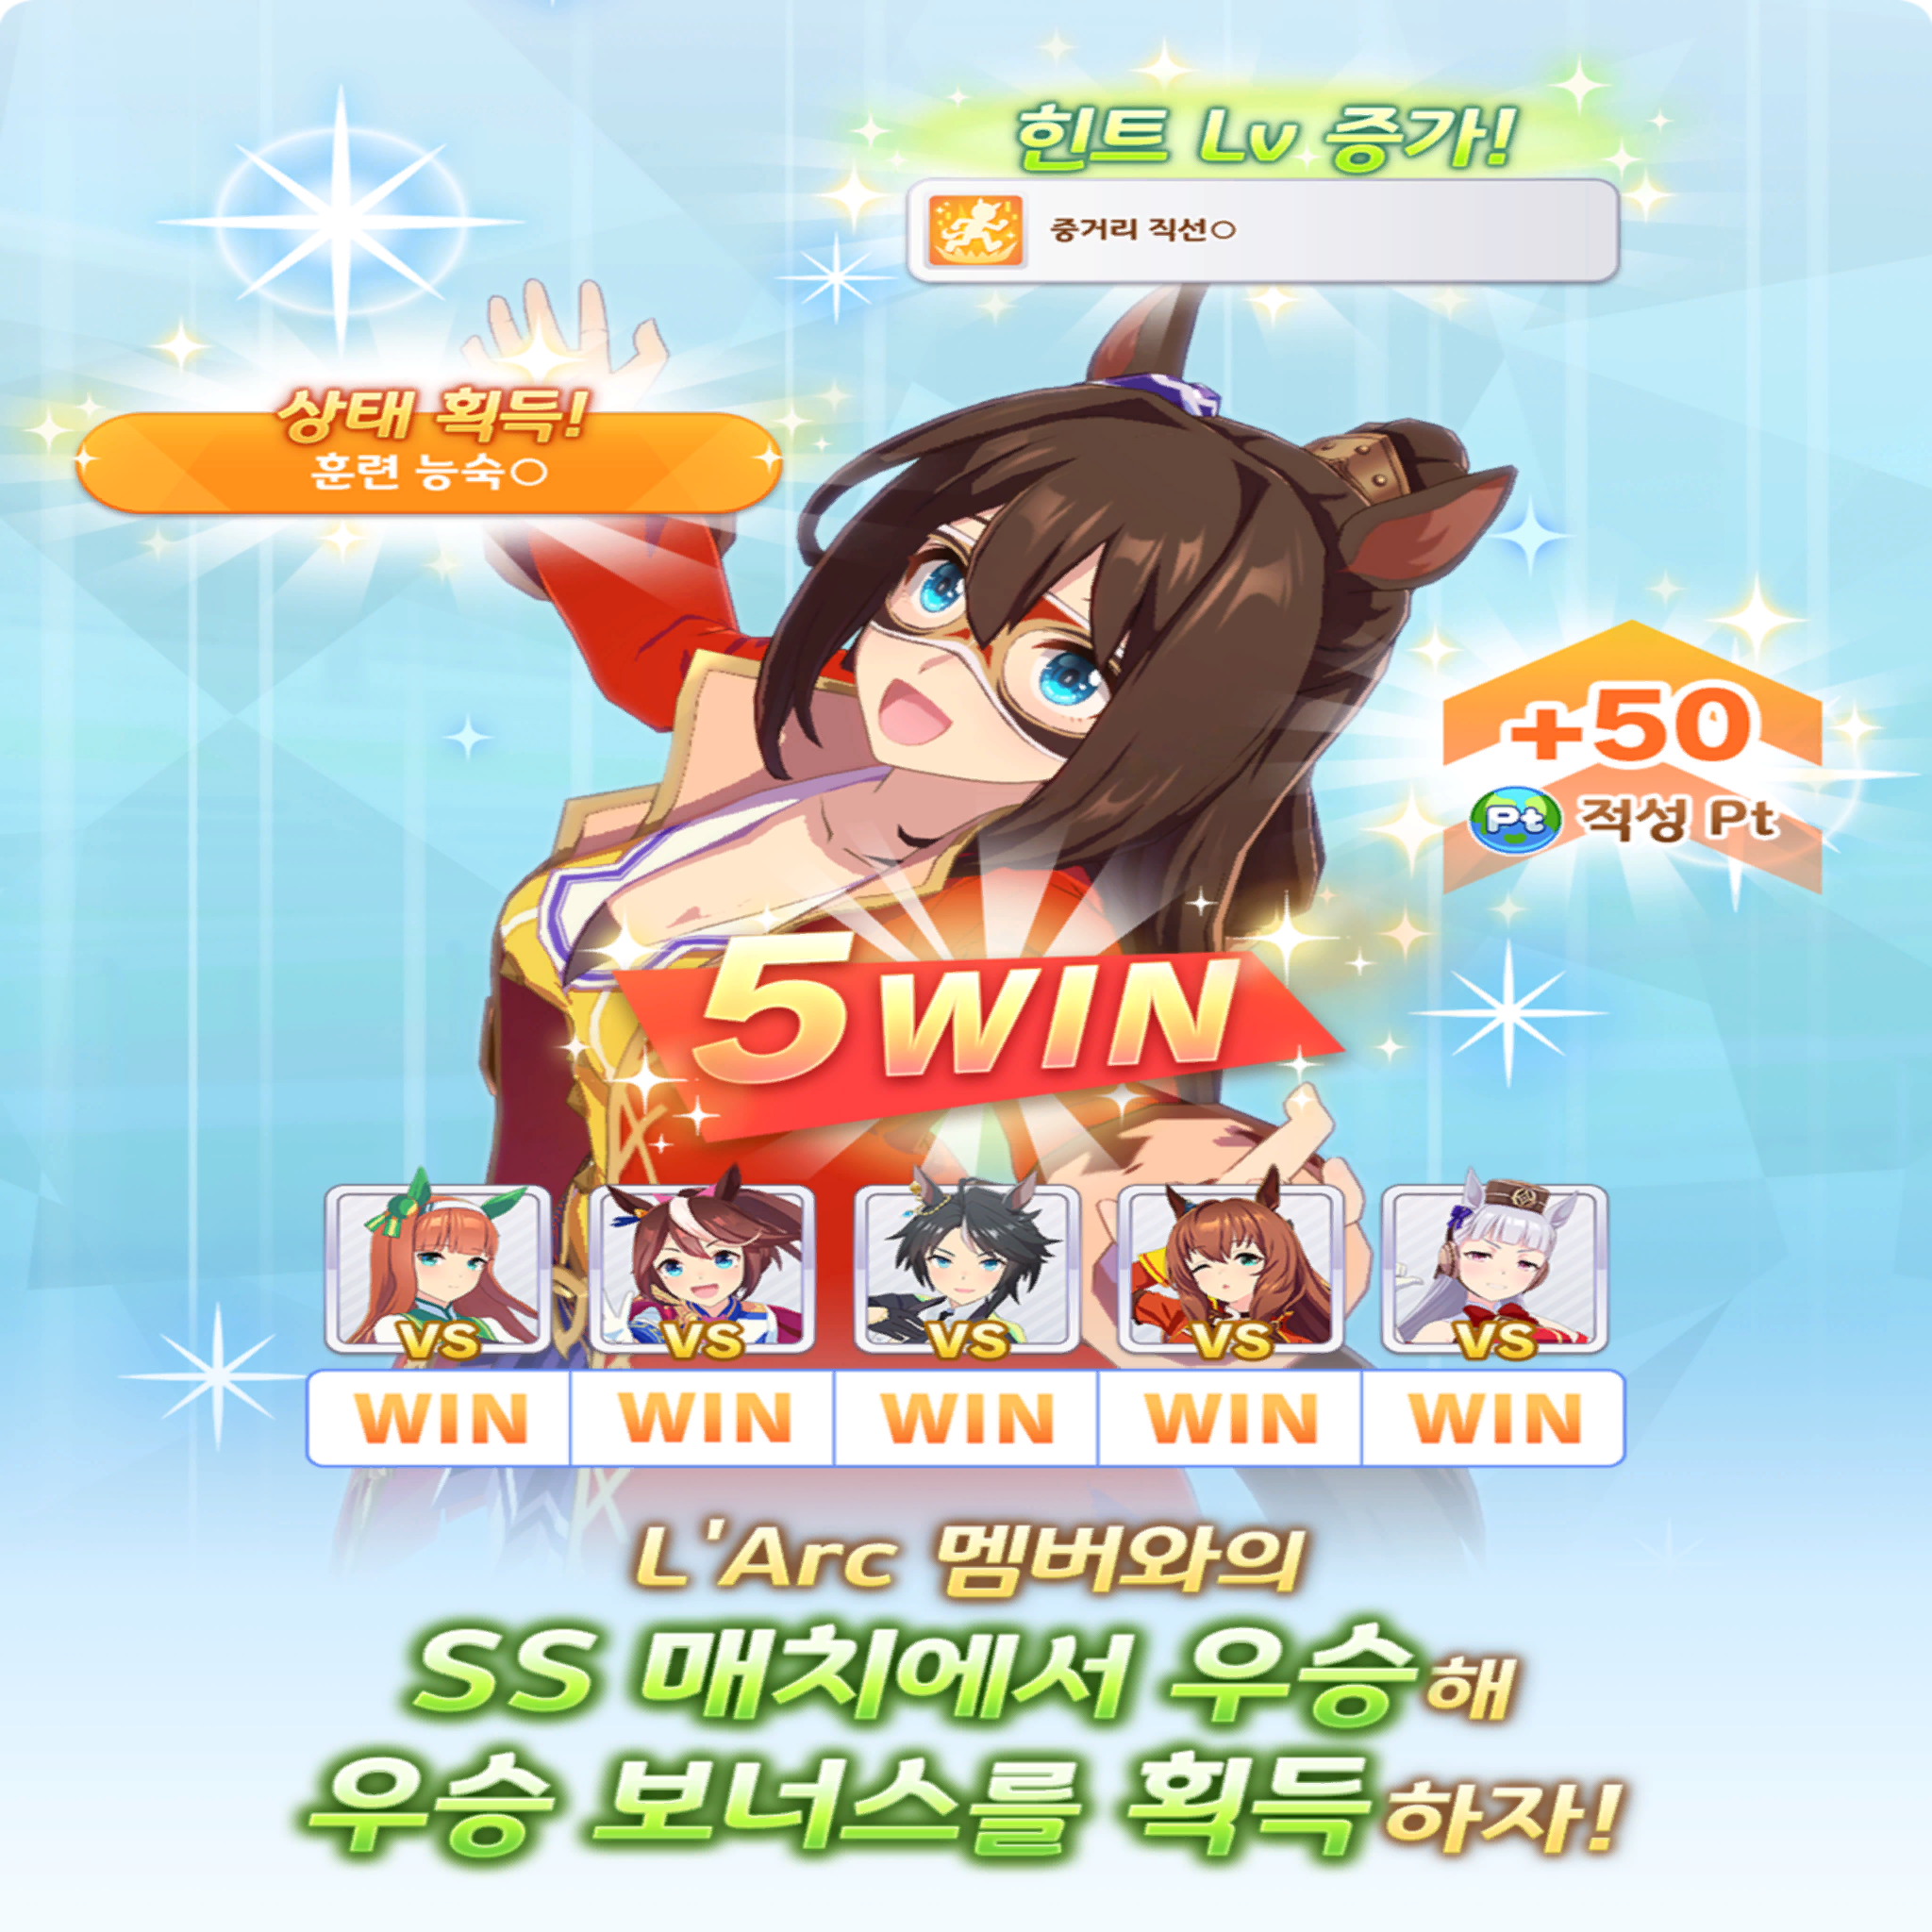 힌트 Lv 증가!
중거리 직선○
상태 획득!
훈련 능숙○
+50
Pt 적성 Pt
5 WIN
VS VS VS VS VS
WIN WIN WIN WIN WIN
L'Arc 멤버와의
SS 매치에서 우승해
우승 보너스를 획득하자!